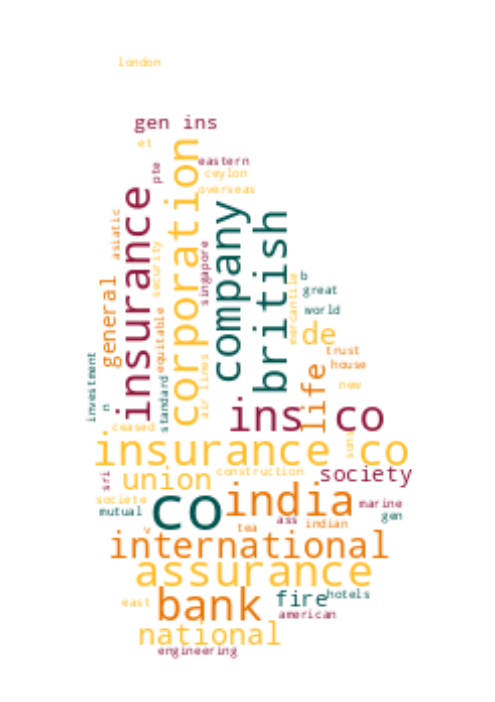 london
gen ins
et
eastern
pte
ceylon
overseas
insurance
corporation
company
british
asiatic
security
singapore
general
equitable
mercantile
b
great
world
de
trust
house
new
investment
n
standard
air lines
life
ins co
ceased
sons
insurance co
sri
union
construction
society
societe
mutual
co
india
marine
gen
ass
indian
v
tea
international
assurance
east
bank
fire
hotels
american
national
engineering